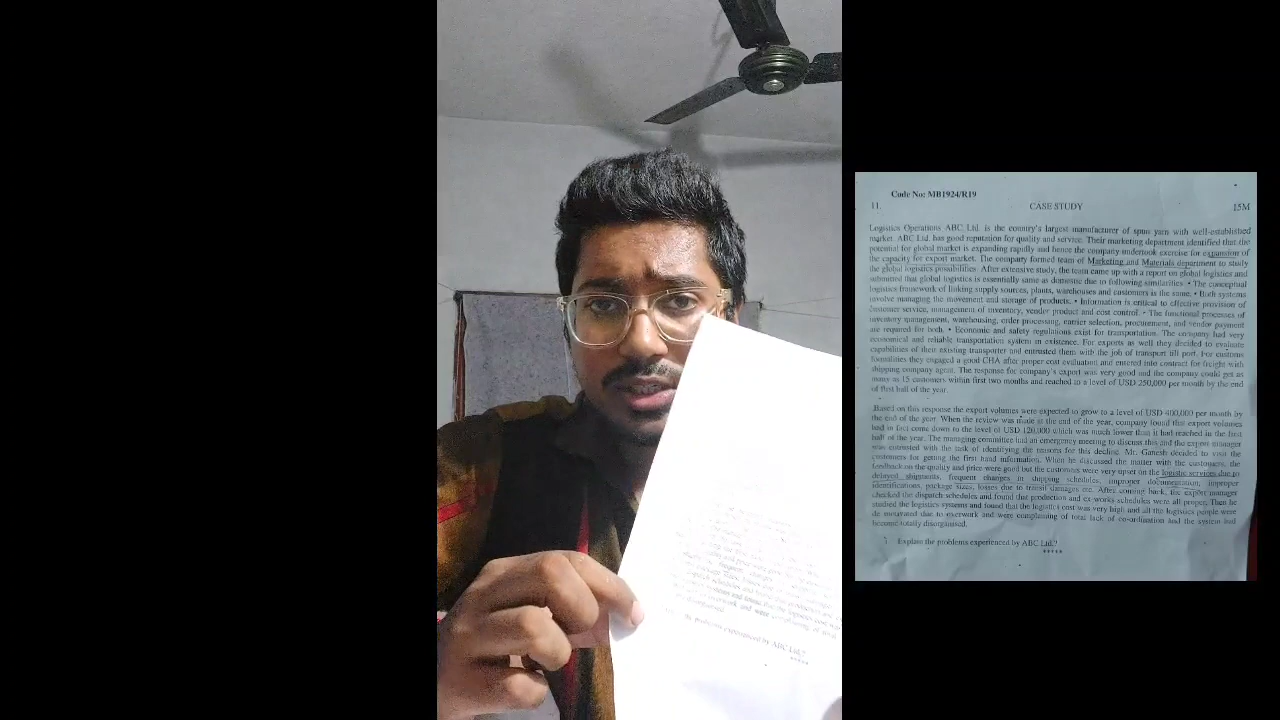 Code No: MB1924/R19
11. CASE STUDY 15M
Logistics Operations ABC Ltd. is the country's largest manufacturer of spun yarn with well-established
market. ABC Ltd. has good reputation for quality and service. Their marketing department identified that the
potential for global market is expanding rapidly and hence the company undertook exercise for expansion of
the capacity for export market. The company formed team of Marketing and Materials department to study
the global logistics possibilities. After extensive study, the team came up with a report on global logistics and
submitted that global logistics is essentially same as domestic due to following similarities. • The conceptual
logistics framework of linking supply sources, plants, warehouses and customers is the same. • Both systems
involve managing the movement and storage of products. • Information is critical to effective provision of
customer service, management of inventory, vendor product and cost control. • The functional processes of
inventory management, warehousing, order processing, carrier selection, procurement, and vendor payment
are required for both. • Economic and safety regulations exist for transportation. The company had very
economical and reliable transportation system in existence. For exports as well they decided to evaluate
capabilities of their existing transporter and entrusted them with the job of transport till port. For customs
formalities they engaged a good CHA after proper cost evaluation and entered into contract for freight with
shipping company agent. The response for company's export was very good and the company could get as
many as 15 customers within first two months and reached to a level of USD 250,000 per month by the end
of first half of the year.
Based on this response the export volumes were expected to grow to a level of USD 400,000 per month by
the end of the year. When the review was made at the end of the year, company found that export volumes
had in fact come down to the level of USD 120,000 which was much lower than it had reached in the first
half of the year. The managing committee had an emergency meeting to discuss this and the export manager
was entrusted with the task of identifying the reasons for this decline. Mr. Ganesh decided to visit the
customers for getting the first hand information. When he discussed the matter with the customers, the
feedback on the quality and price were good but the customers were very upset on the logistic services due to
delayed shipments, frequent changes in shipping schedules, improper documentation, improper
identifications, package sizes, losses due to transit damages etc. After coming back, the export manager
checked the dispatch schedules and found that production and ex-works schedules were all proper. Then he
studied the logistics systems and found that the logistics cost was very high and all the logistics people were
de motivated due to overwork and were complaining of total lack of co-ordination and the system had
become totally disorganised.
Explain the problems experienced by ABC Ltd.?
*****
problems experienced by ABC Ltd.?
*****